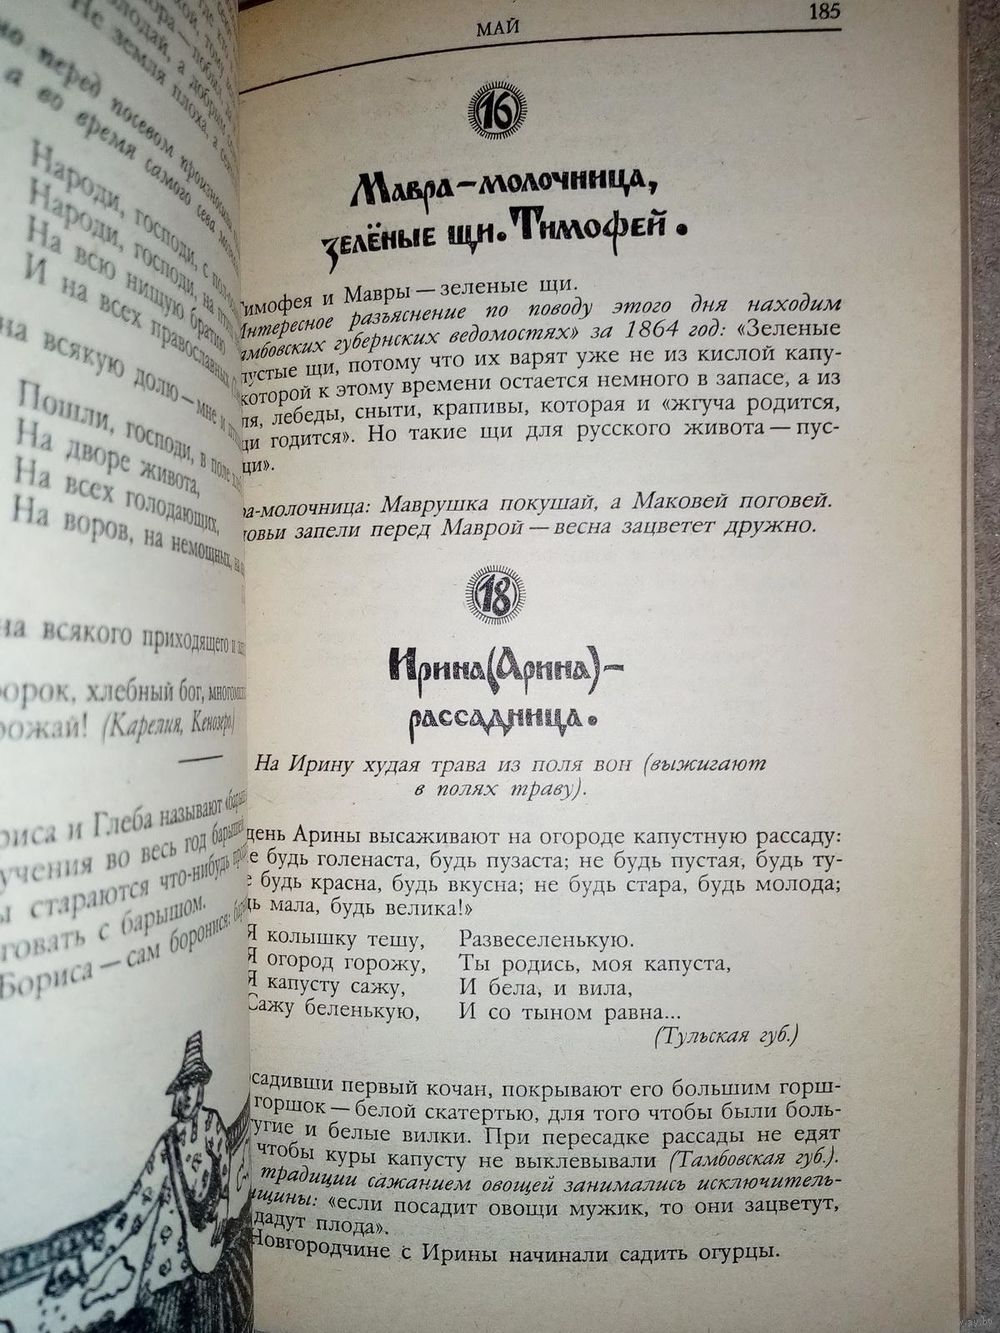 Народи, господи, с
Народи, господи, на
На всю нищую братию
И на всех православных
на всякую долю — мне и
Пошли, господи, в поле
На дворе живота,
На всех голодающих,
На воров, на немощных, на
на всякого приходящего и
хлебный бог,
(Карелия, Кенозеро)
и Глеба называют
во весь год барышей
стараются что-нибудь
с барышом.
Бориса — сам боронися:
МАЙ
185
16
Мавра-молочница,
зелёные щи. Тимофей.
Тимофея и Мавры — зеленые щи.
Интересное разъяснение по поводу этого дня находим
губернских ведомостях» за 1864 год: «Зеленые
щи, потому что их варят уже не из кислой капу-
которой к этому времени остается немного в запасе, а из
лебеды, сныти, крапивы, которая и «жгуча родится,
годится». Но такие щи для русского живота — пус-
щи».
Маврушка покушай, а Маковей поговей.
запели перед Маврой — весна зацветет дружно.
18
Ирина(Арина)-
рассадница.
На Ирину худая трава из поля вон (выжигают
в полях траву).
день Арины высаживают на огороде капустную рассаду:
будь голенаста, будь пузаста; не будь пустая, будь ту-
будь красна, будь вкусна; не будь стара, будь молода;
мала, будь велика!»
Я колышку тешу,
Я огород горожу,
Я капусту сажу,
Сажу беленькую,
Развеселенькую.
Ты родись, моя капуста,
И бела, и вила,
И со тыном равна...
(Тульская губ.)
первый кочан, покрывают его большим горш-
горшок — белой скатертью, для того чтобы были боль-
и белые вилки. При пересадке рассады не едят
чтобы куры капусту не выклевывали (Тамбовская губ.).
традиции сажанием овощей занимались исключитель-
«если посадит овощи мужик, то они зацветут,
дадут плода».
Новгородчине с Ирины начинали садить огурцы.